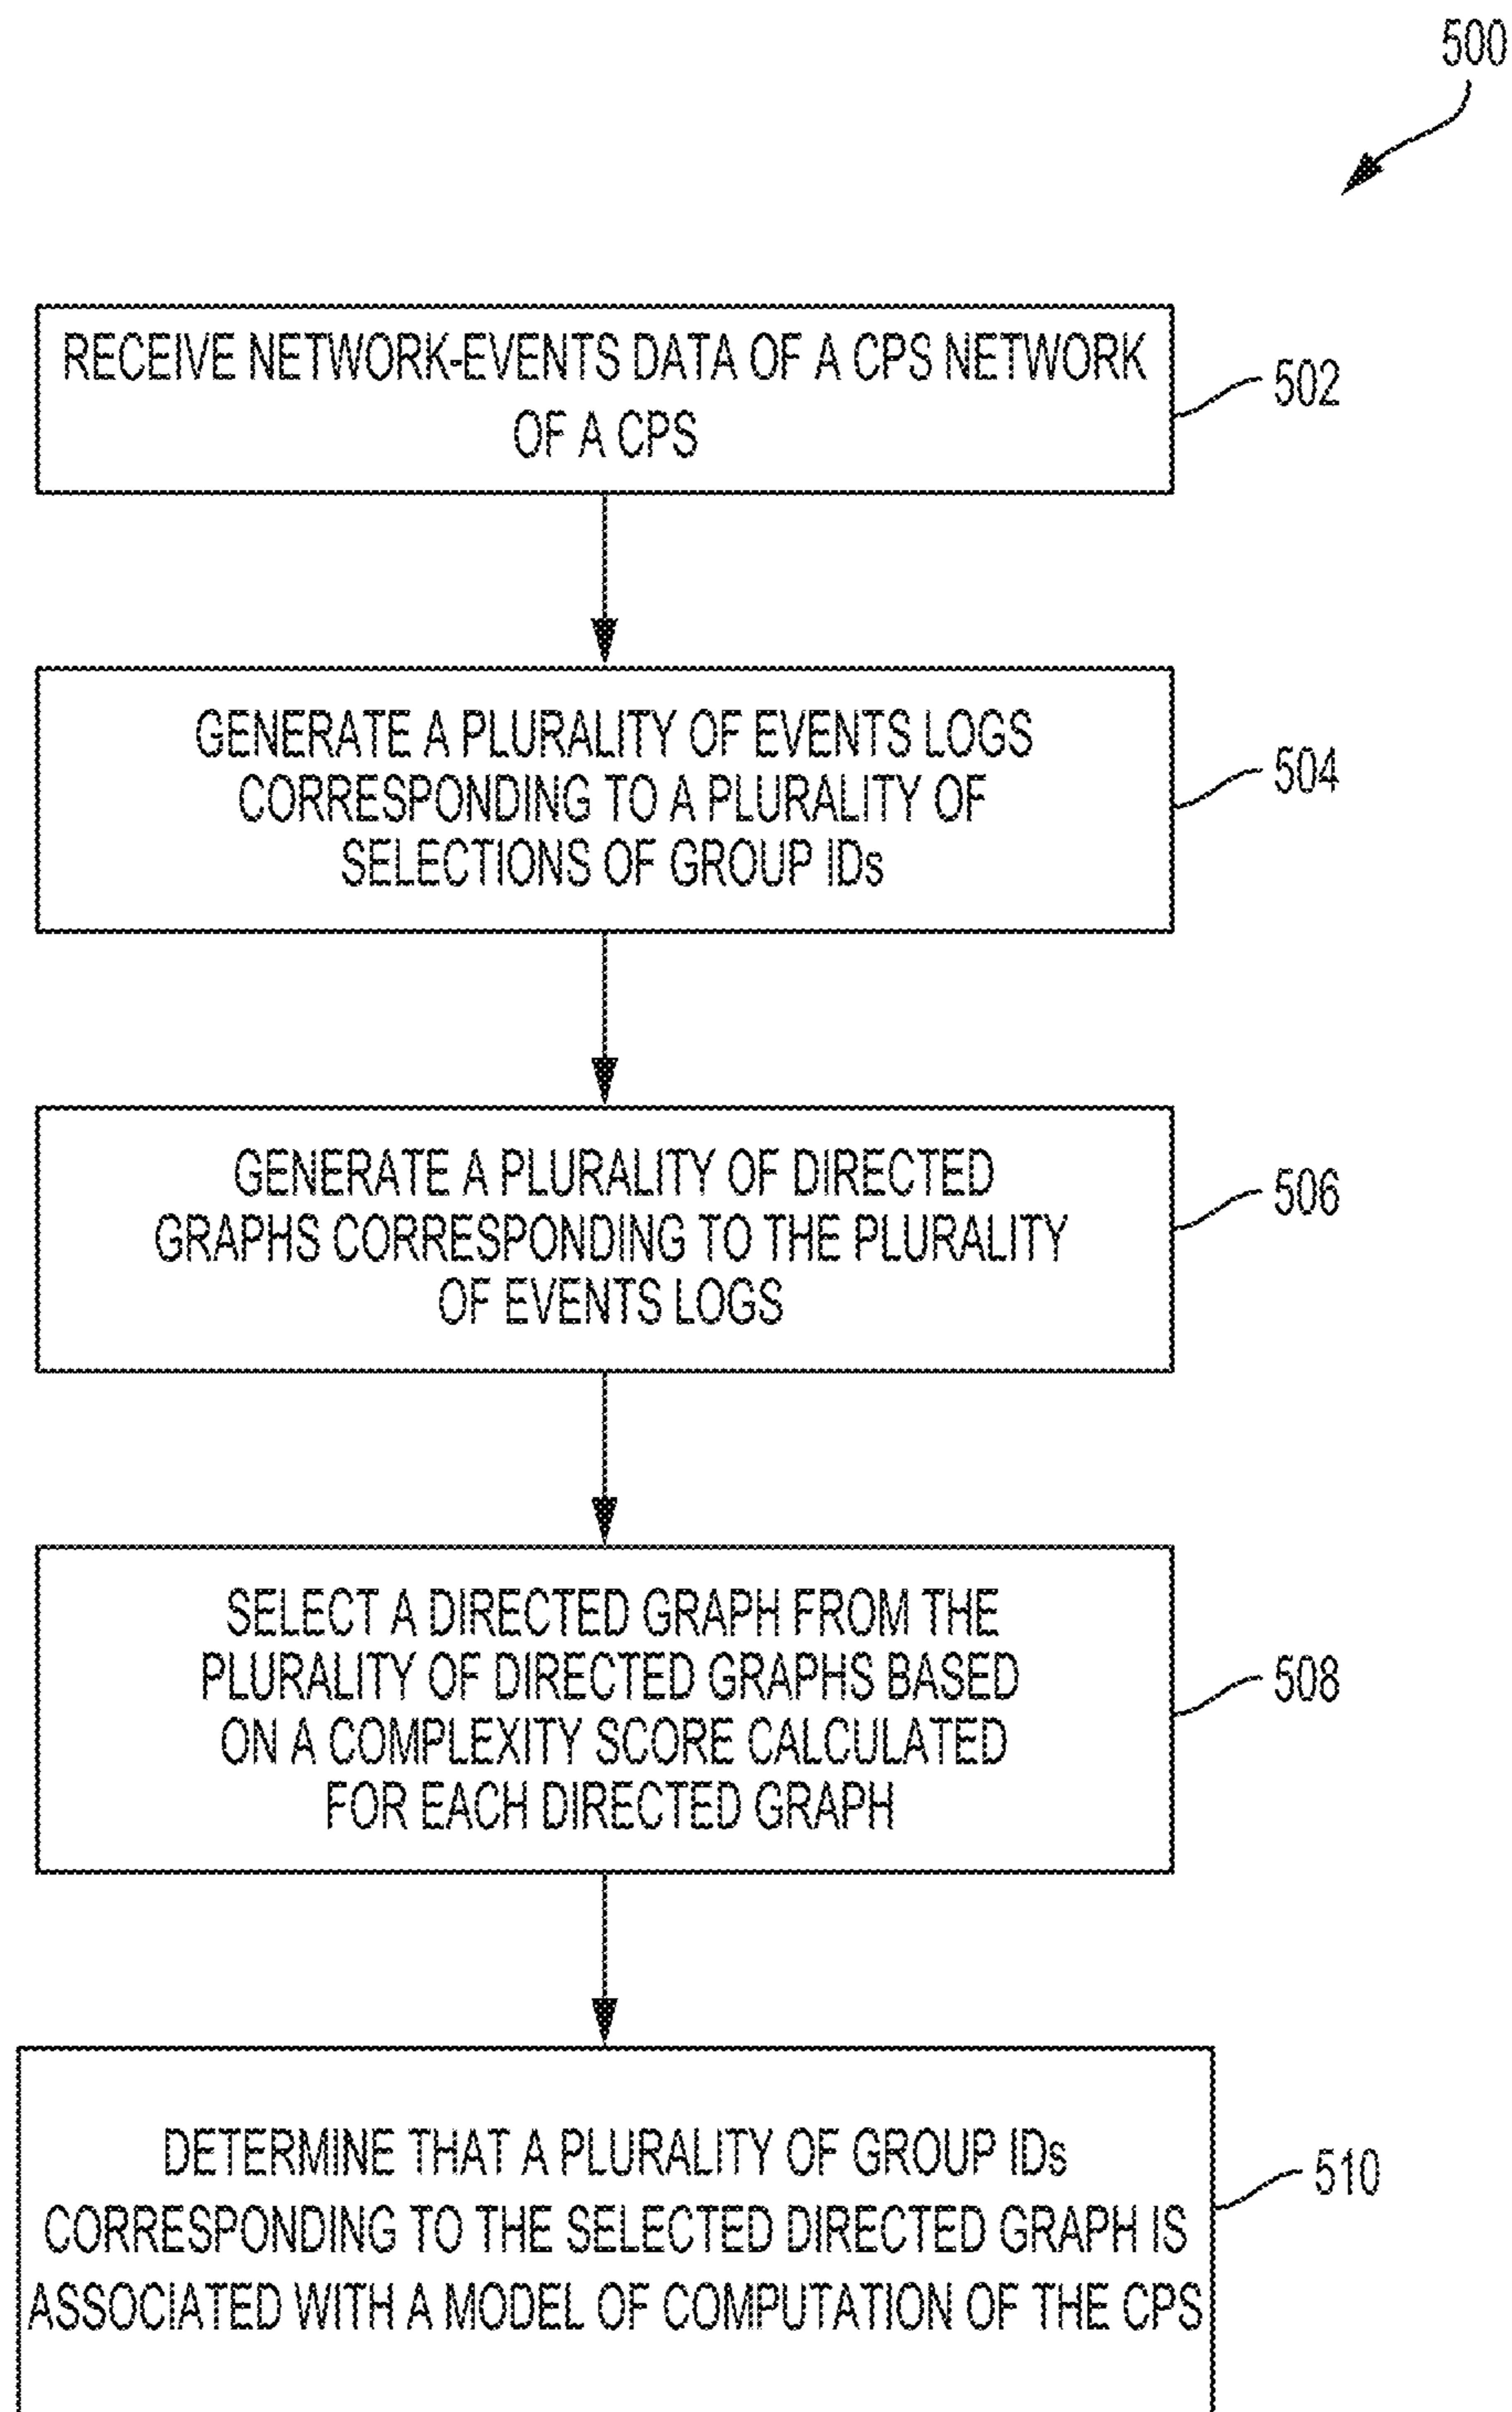 500
RECEIVE NETWORK-EVENTS DATA OF A CPS NETWORK
OF A CPS
502
GENERATE A PLURALITY OF EVENTS LOGS
CORRESPONDING TO A PLURALITY OF
SELECTIONS OF GROUP IDs
504
GENERATE A PLURALITY OF DIRECTED
GRAPHS CORRESPONDING TO THE PLURALITY
OF EVENTS LOGS
506
SELECT A DIRECTED GRAPH FROM THE
PLURALITY OF DIRECTED GRAPHS BASED
ON A COMPLEXITY SCORE CALCULATED
FOR EACH DIRECTED GRAPH
508
DETERMINE THAT A PLURALITY OF GROUP IDs
CORRESPONDING TO THE SELECTED DIRECTED GRAPH IS
ASSOCIATED WITH A MODEL OF COMPUTATION OF THE CPS
510